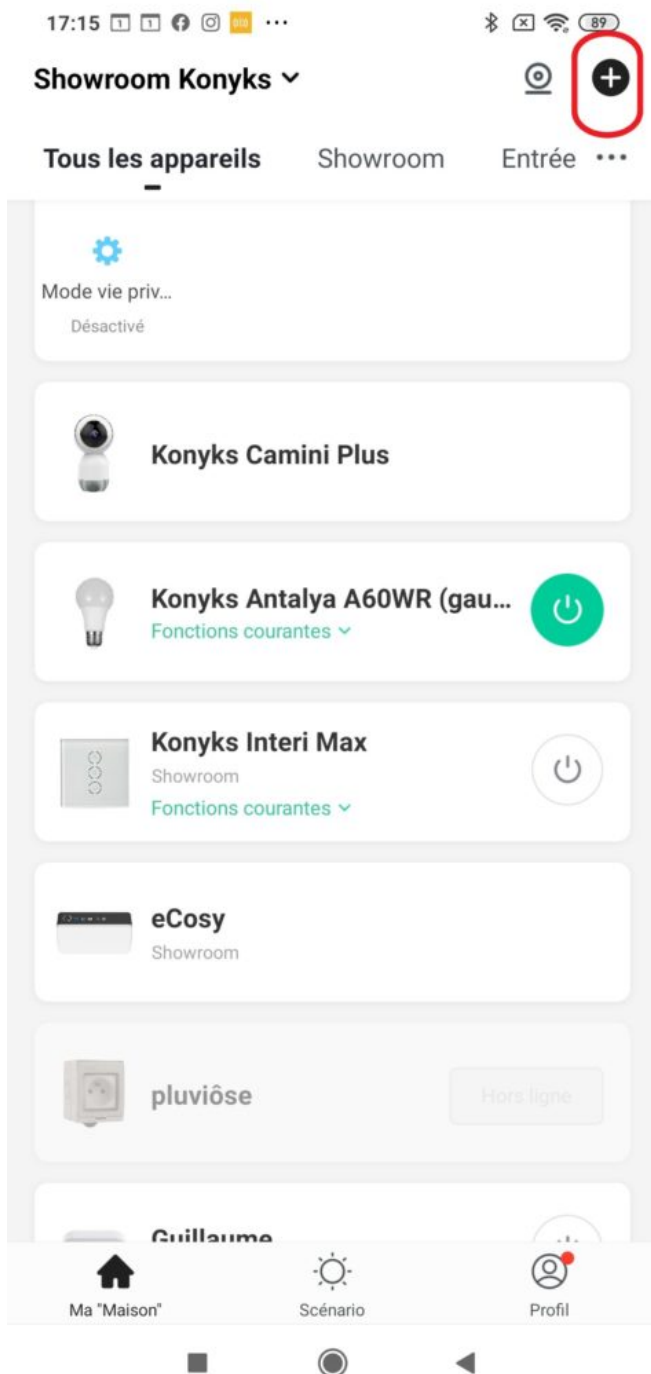 17:15
89
Showroom Konyks
Tous les appareils Showroom Entrée
Mode vie priv...
Désactivé
Konyks Camini Plus
Konyks Antalya A60WR (gau...
Fonctions courantes
Konyks Interi Max
Showroom
Fonctions courantes
eCosy
Showroom
pluviôse Hors ligne
Guillaume
Ma "Maison" Scénario Profil